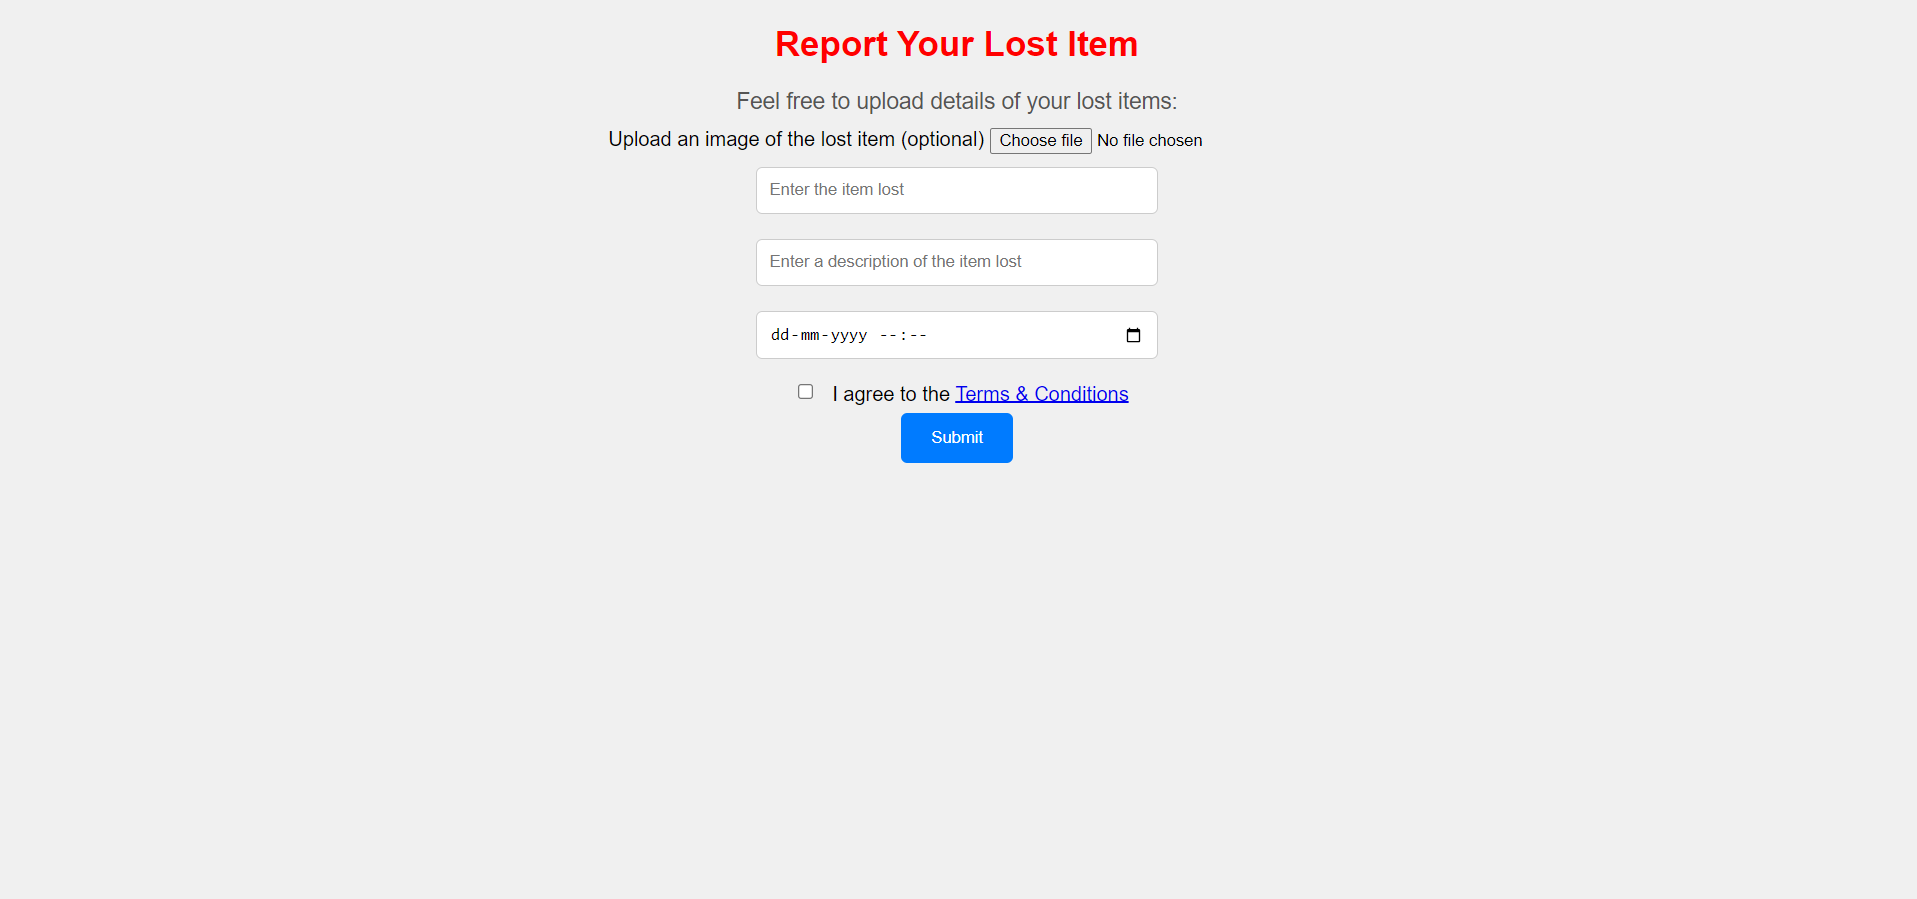 Report Your Lost Item
Feel free to upload details of your lost items:
Upload an image of the lost item (optional) Choose file No file chosen
Enter the item lost
Enter a description of the item lost
dd-mm-yyyy --:--
I agree to the Terms & Conditions
Submit